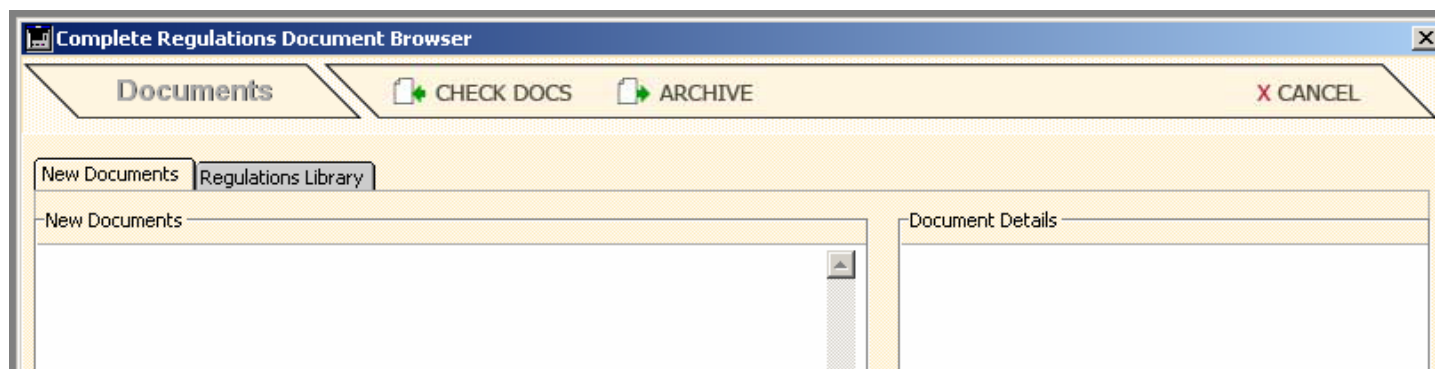 Complete Regulations Document Browser
Documents CHECK DOCS ARCHIVE X CANCEL
New Documents Regulations Library
New Documents Document Details